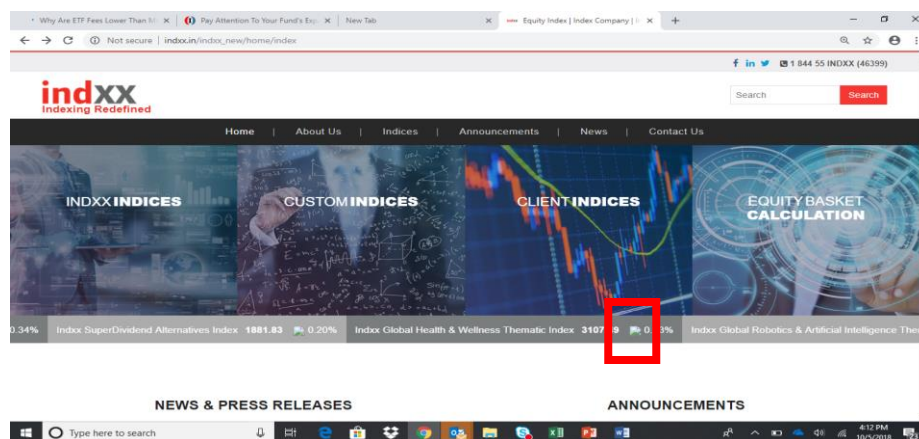 Why Are ETF Fees Lower Than M
Pay Attention To Your Fund's Exp
New Tab
Equity Index | Index Company | I
Not secure | indxx.in/indxx_new/home/index
1 844 55 INDXX (46399)
indxx
Indexing Redefined
Search
Search
Home | About Us | Indices | Announcements | News | Contact Us
INDXX INDICES
CUSTOM INDICES
CLIENT INDICES
EQUITY BASKET
CALCULATION
0.34% Indxx SuperDividend Alternatives Index 1881.83 0.20% Indxx Global Health & Wellness Thematic Index Indxx Global Robotics & Artificial Intelligence The
NEWS & PRESS RELEASES
ANNOUNCEMENTS
Type here to search
4:12 PM
10/5/2018